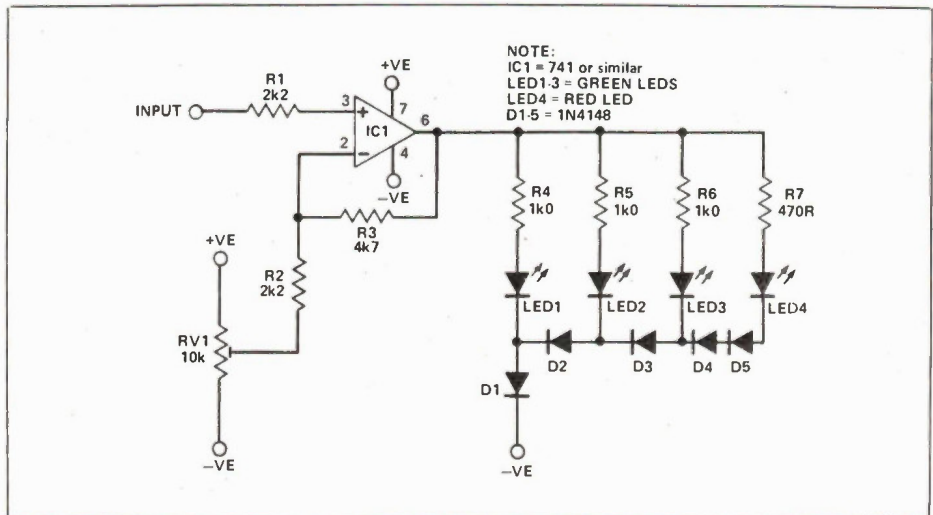 NOTE:
IC1 = 741 or similar
LED1-3 = GREEN LEDS
LED4 = RED LED
D1-5 = 1N4148
+VE
R1
2k2
INPUT
3
+
7
IC1
6
2
−
4
−VE
R4
1k0
R5
1k0
R6
1k0
R7
470R
R3
4k7
+VE
R2
2k2
LED1
LED2
LED3
LED4
RV1
10k
D2
D3
D4
D5
D1
−VE
−VE